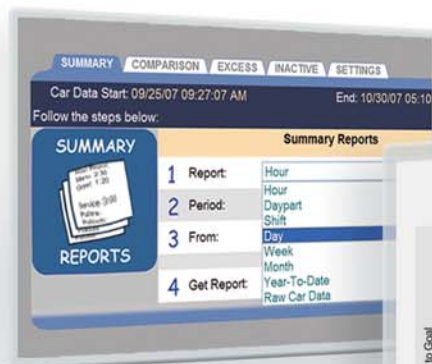 SUMMARY COMPARISON EXCESS INACTIVE SETTINGS
Car Data Start: 09/25/07 09:27:07 AM End: 10/30/07 05:10
Follow the steps below:
SUMMARY
REPORTS
Summary Reports
1 Report: Hour
Hour
2 Period: Daypart
Shift
3 From: Day
Week
Month
4 Get Report: Year-To-Date
Raw Car Data
to Goal